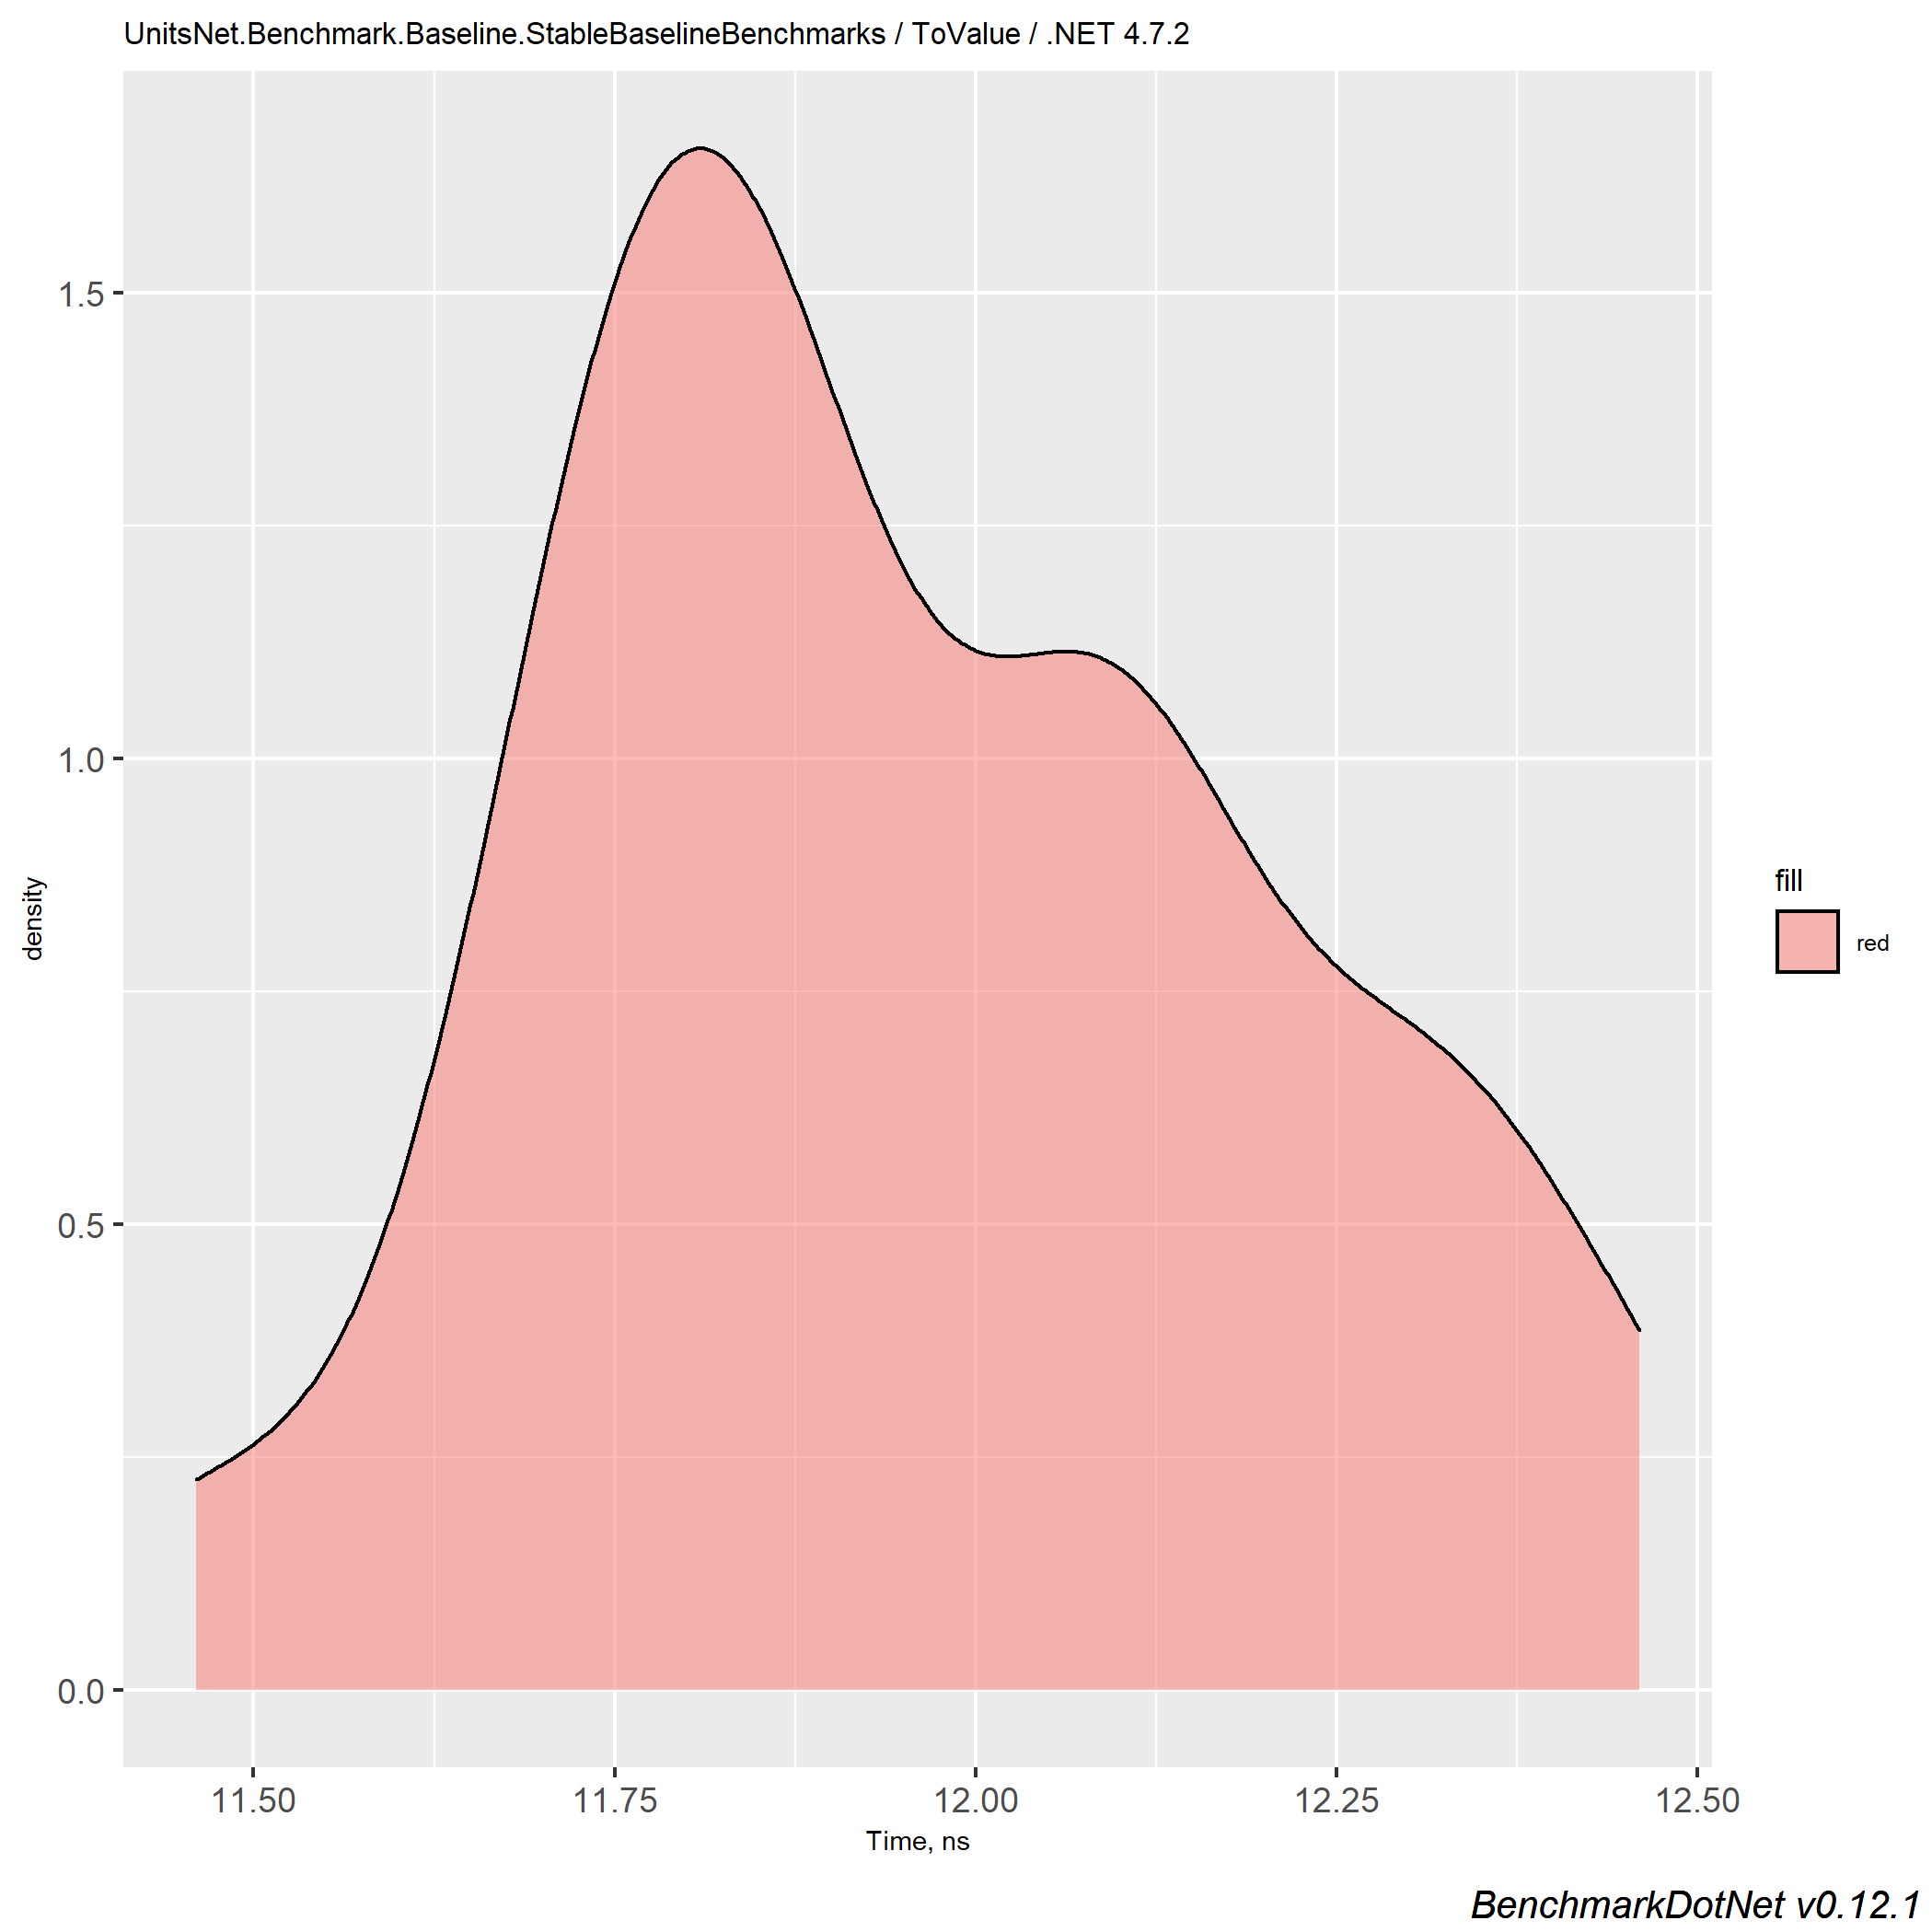 UnitsNet.Benchmark.Baseline.StableBaselineBenchmarks / ToValue / .NET 4.7.2
1.5
1.0
0.5
0.0
density
11.50 11.75 12.00 12.25 12.50
Time, ns
fill
red
BenchmarkDotNet v0.12.1